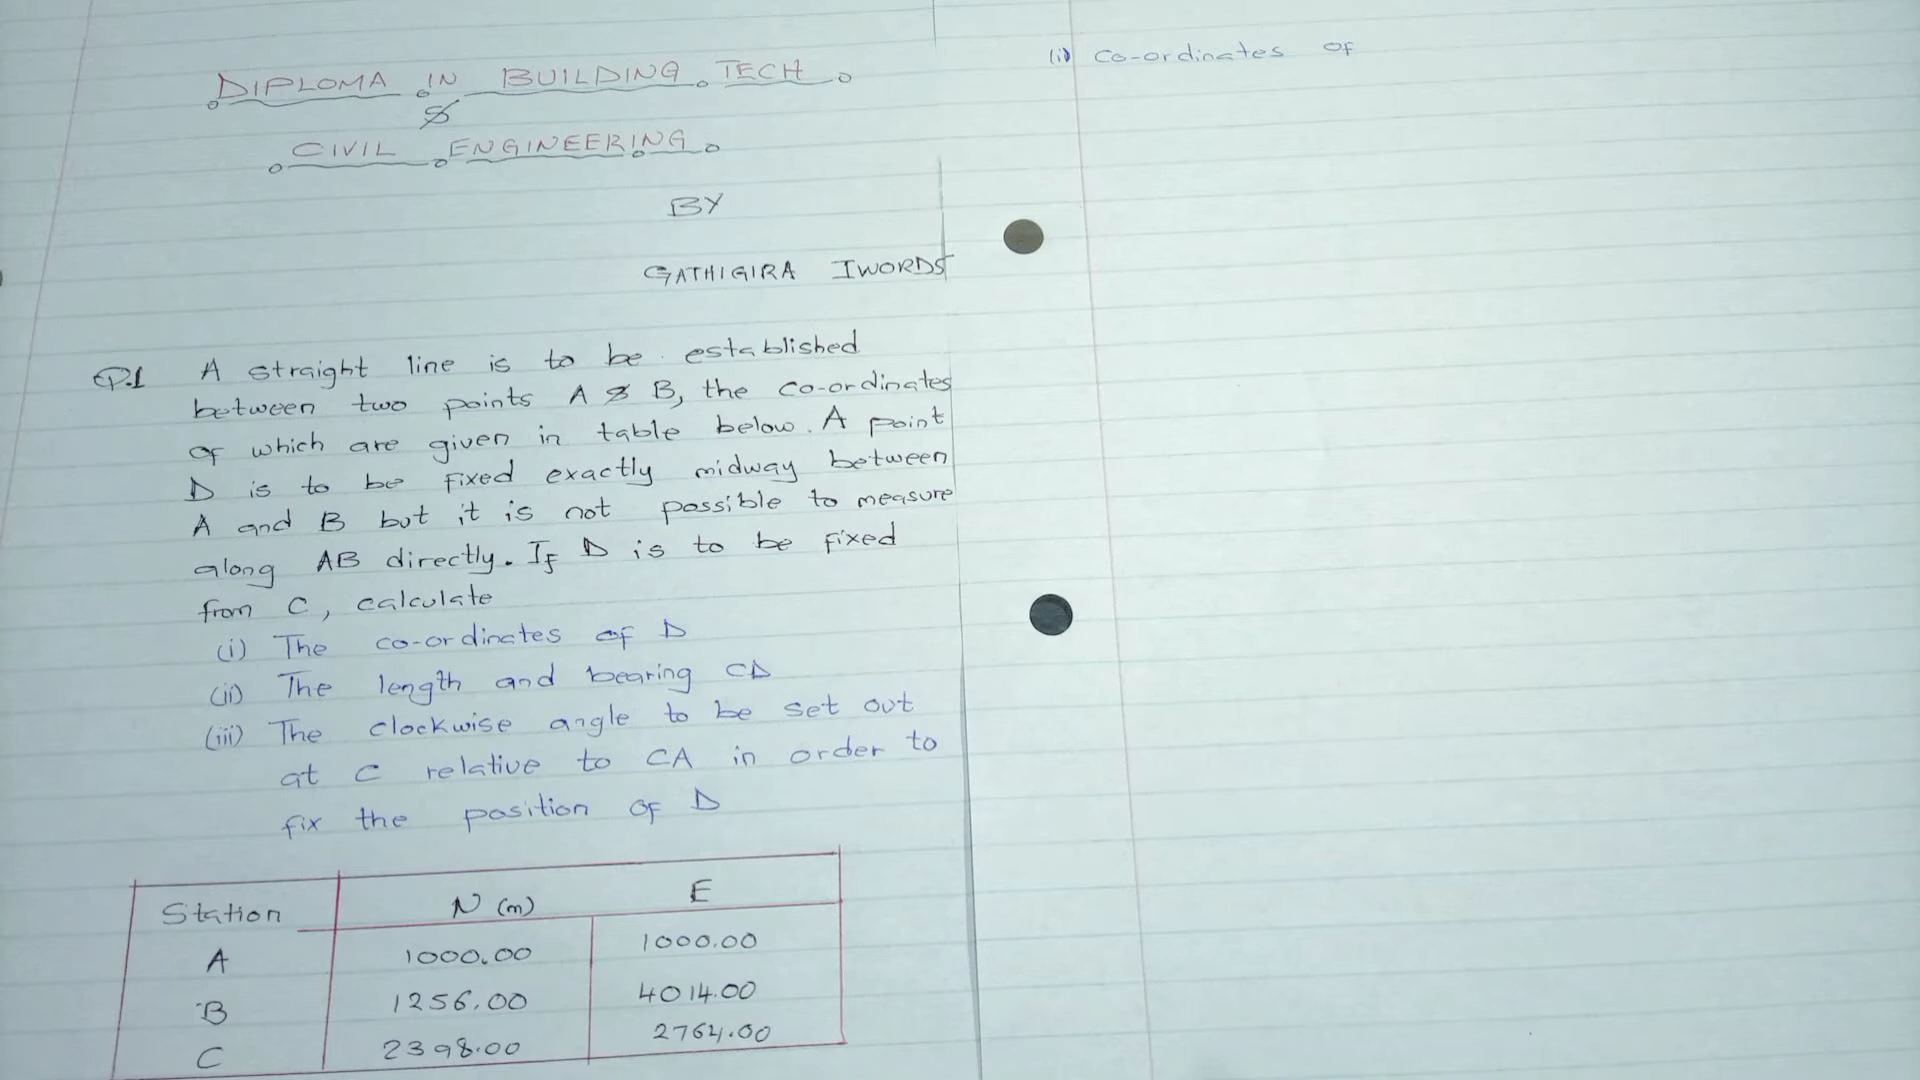 DIPLOMA IN BUILDING TECH
&
CIVIL ENGINEERING
BY
GATHIGIRA IWORDS
Q.1 A straight line is to be established
between two points A & B, the co-ordinates
of which are given in table below. A point
D is to be fixed exactly midway between
A and B but it is not possible to measure
along AB directly. If D is to be fixed
from C, calculate
(i) The co-ordinates of D
(ii) The length and bearing CD
(iii) The clockwise angle to be set out
at C relative to CA in order to
fix the position of D
Station N (m) E
A 1000.00 1000.00
B 1256.00 4014.00
C 2398.00 2764.00
(i) Co-ordinates of